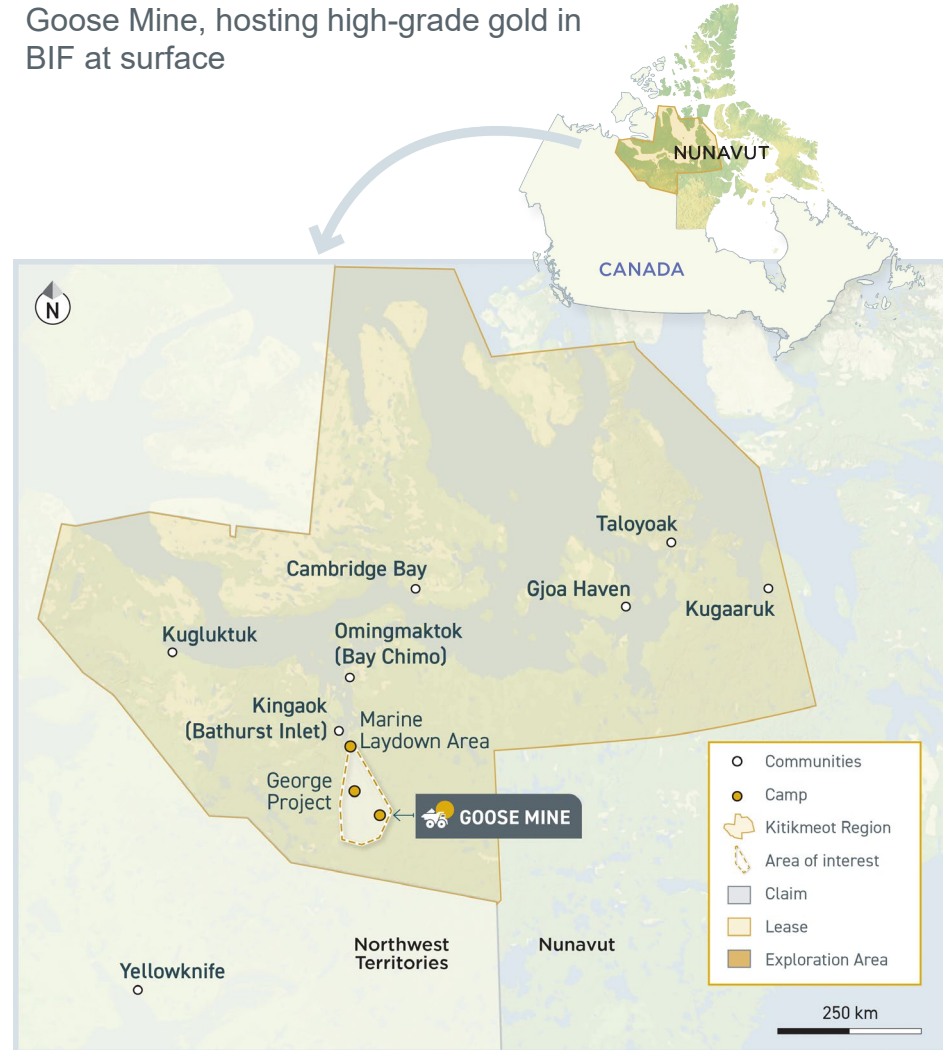 Goose Mine, hosting high-grade gold in
BIF at surface
NUNAVUT
CANADA
N
Taloyoak
Cambridge Bay
Gjoa Haven
Kugaaruk
Kugluktuk
Omingmaktok
(Bay Chimo)
Kingaok
(Bathurst Inlet)
Marine
Laydown Area
George
Project
GOOSE MINE
Northwest
Territories
Nunavut
Yellowknife
Communities
Camp
Kitikmeot Region
Area of interest
Claim
Lease
Exploration Area
250 km